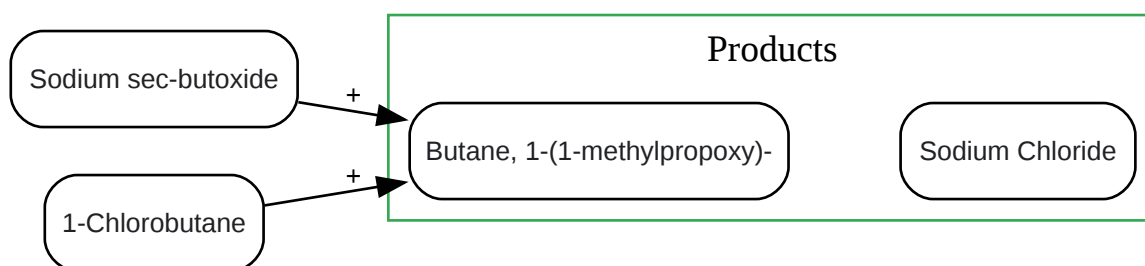 Products
Sodium sec-butoxide
+
Butane, 1-(1-methylpropoxy)-
Sodium Chloride
+
1-Chlorobutane